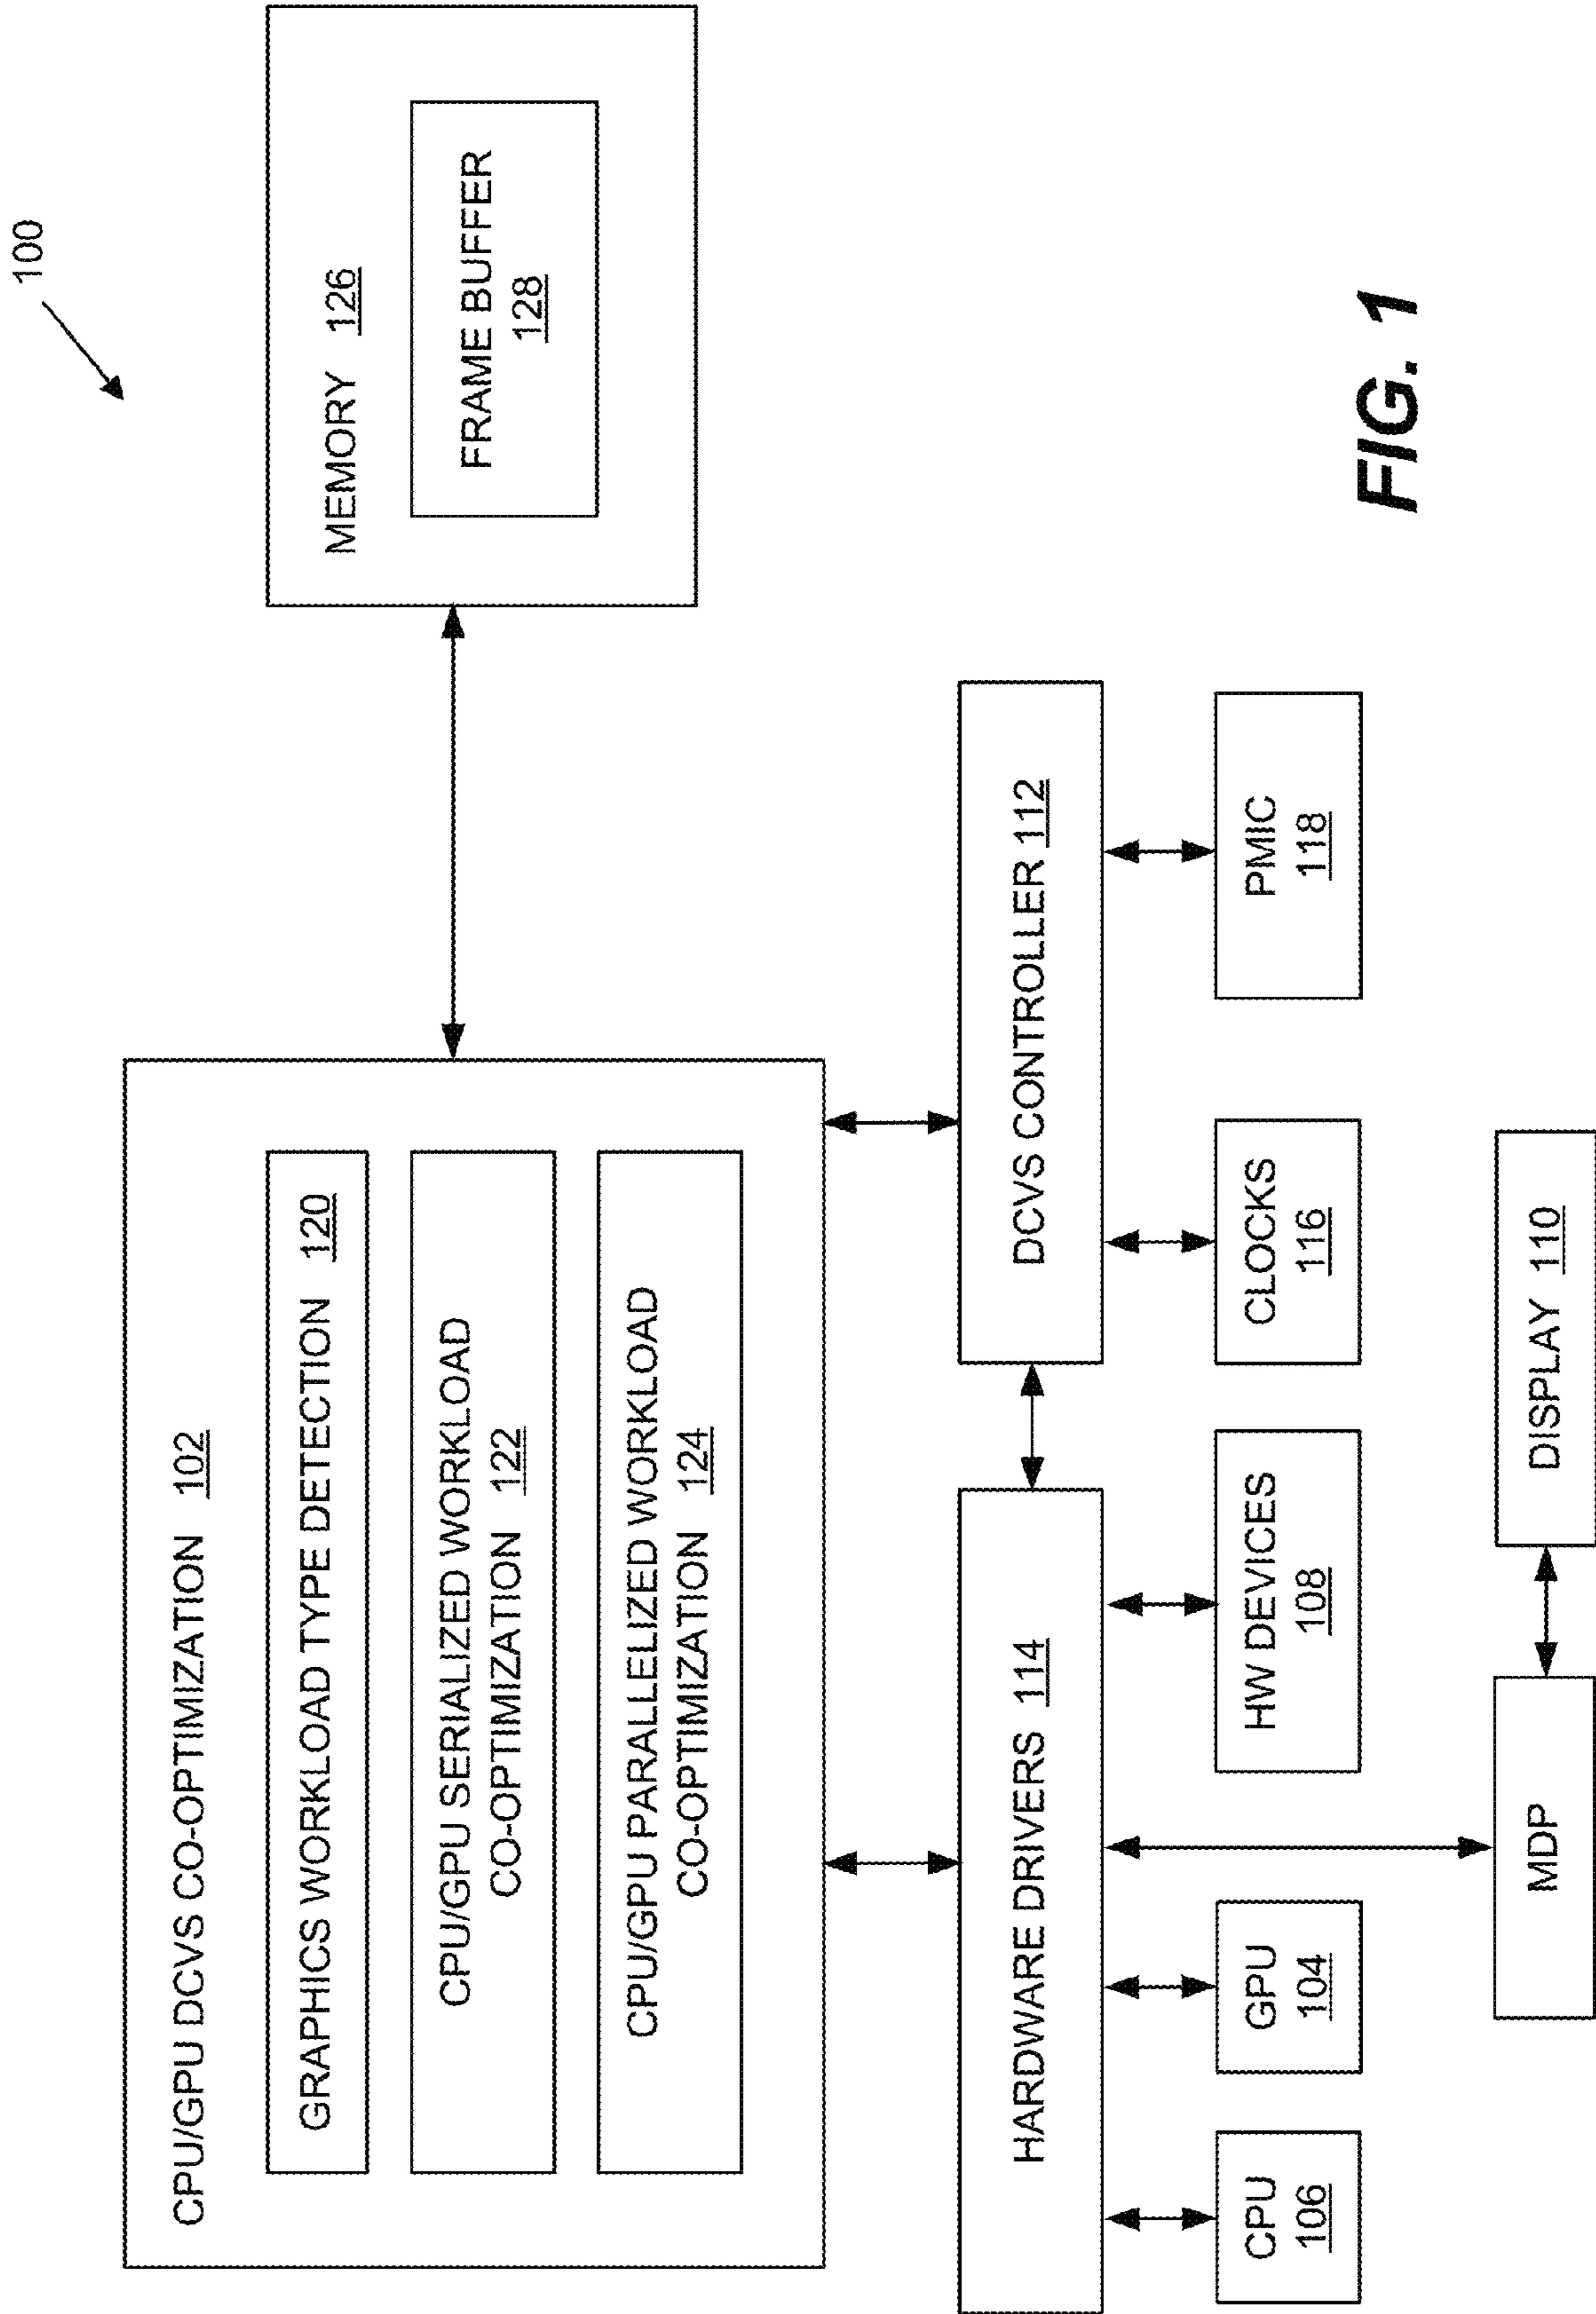 100
CPU/GPU DCVS CO-OPTIMIZATION 102
GRAPHICS WORKLOAD TYPE DETECTION 120
CPU/GPU SERIALIZED WORKLOAD
CO-OPTIMIZATION 122
CPU/GPU PARALLELIZED WORKLOAD
CO-OPTIMIZATION 124
MEMORY 126
FRAME BUFFER
128
HARDWARE DRIVERS 114
DCVS CONTROLLER 112
CPU
106
GPU
104
HW DEVICES
108
CLOCKS
116
PMIC
118
MDP
DISPLAY 110
FIG. 1